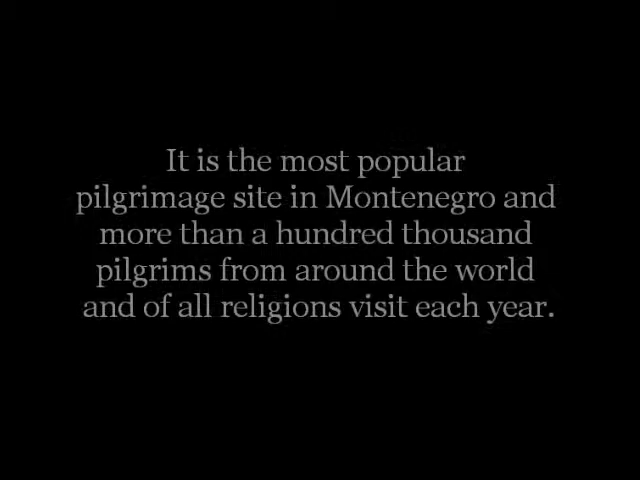 It is the most popular
pilgrimage site in Montenegro and
more than a hundred thousand
pilgrims from around the world
and of all religions visit each year.